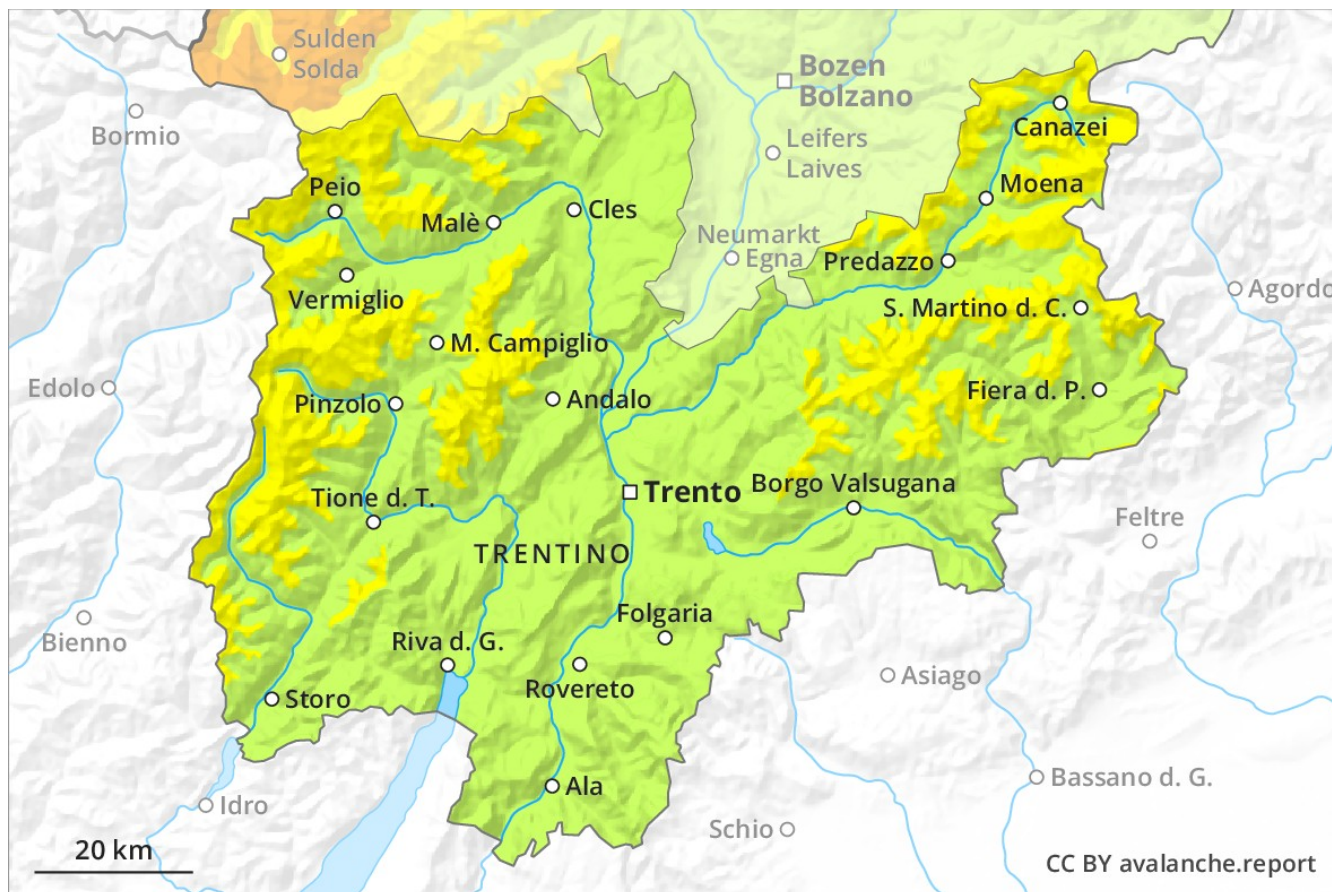 Sulden
Solda
Bozen
Bolzano
Bormio
Canazei
Leifers
Laives
Peio
Moena
Malè
Cles
Neumarkt
Egna
Predazzo
Vermiglio
Agordo
S. Martino d. C.
M. Campiglio
Edolo
Andalo
Fiera d. P.
Pinzolo
Trento
Borgo Valsugana
Tione d. T.
Feltre
TRENTINO
Folgaria
Bienno
Riva d. G.
Asiago
Rovereto
Storo
Bassano d. G.
Ala
Idro
Schio
20 km
CC BY avalanche.report